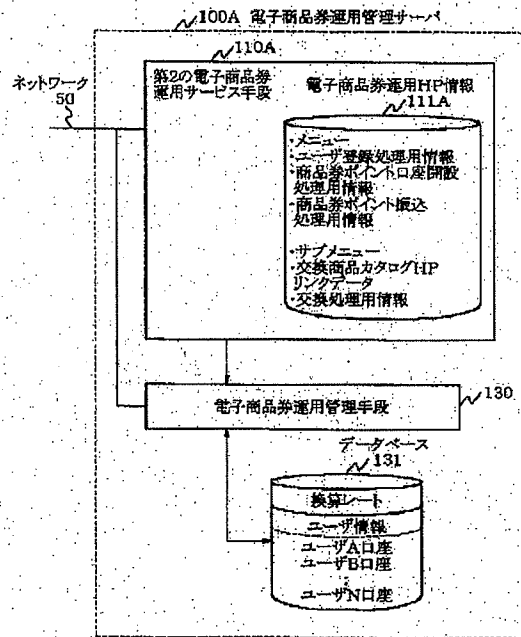 100A 電子商品券運用管理サーバ
110A
ネットワーク
50
第2の電子商品券
運用サービス手段
電子商品券運用HP情報
111A
・メニュー
・ユーザ登録処理用情報
・商品券ポイント口座開設
処理用情報
・商品券ポイント振込
処理用情報
・サブメニュー
・交換商品カタログHP
リンクデータ
・交換処理用情報
130
電子商品券運用管理手段
データベース
131
換算レート
ユーザ情報
ユーザA口座
ユーザB口座
ユーザN口座